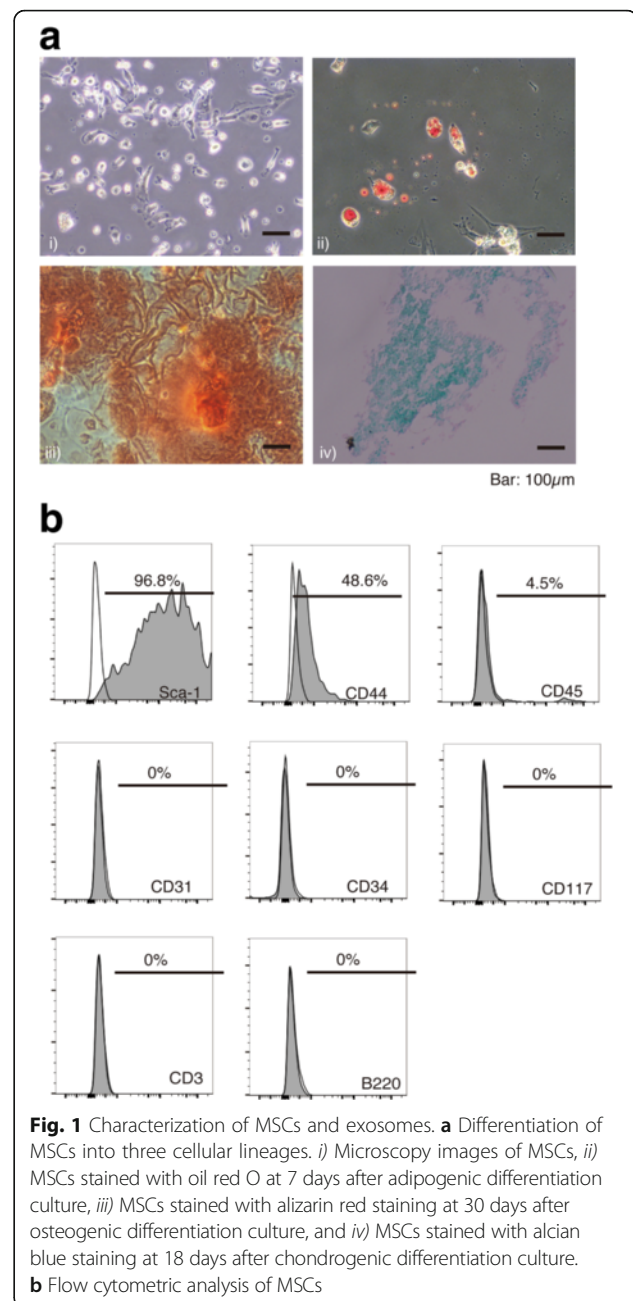 a
i)
ii)
iii)
iv)
Bar: 100µm
b
96.8%
Sca-1
48.6%
CD44
4.5%
CD45
0%
CD31
0%
CD34
0%
CD117
0%
CD3
0%
B220
Fig. 1 Characterization of MSCs and exosomes. a Differentiation of
MSCs into three cellular lineages. i) Microscopy images of MSCs, ii)
MSCs stained with oil red O at 7 days after adipogenic differentiation
culture, iii) MSCs stained with alizarin red staining at 30 days after
osteogenic differentiation culture, and iv) MSCs stained with alcian
blue staining at 18 days after chondrogenic differentiation culture.
b Flow cytometric analysis of MSCs